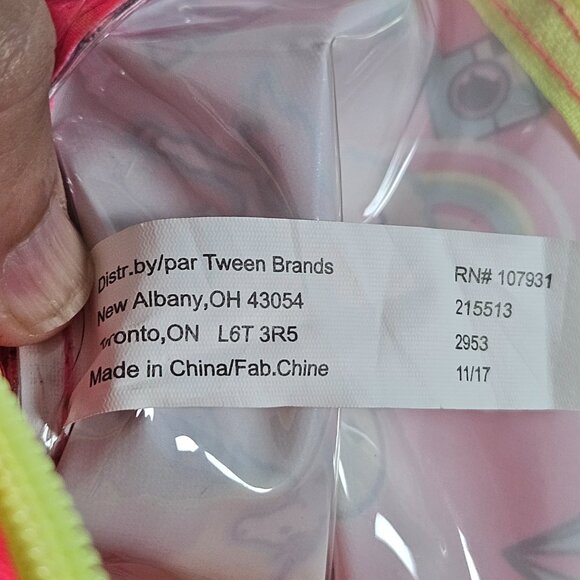 Distr.by/par Tween Brands
New Albany,OH 43054
Toronto,ON L6T 3R5
Made in China/Fab.Chine
RN# 107931
215513
2953
11/17